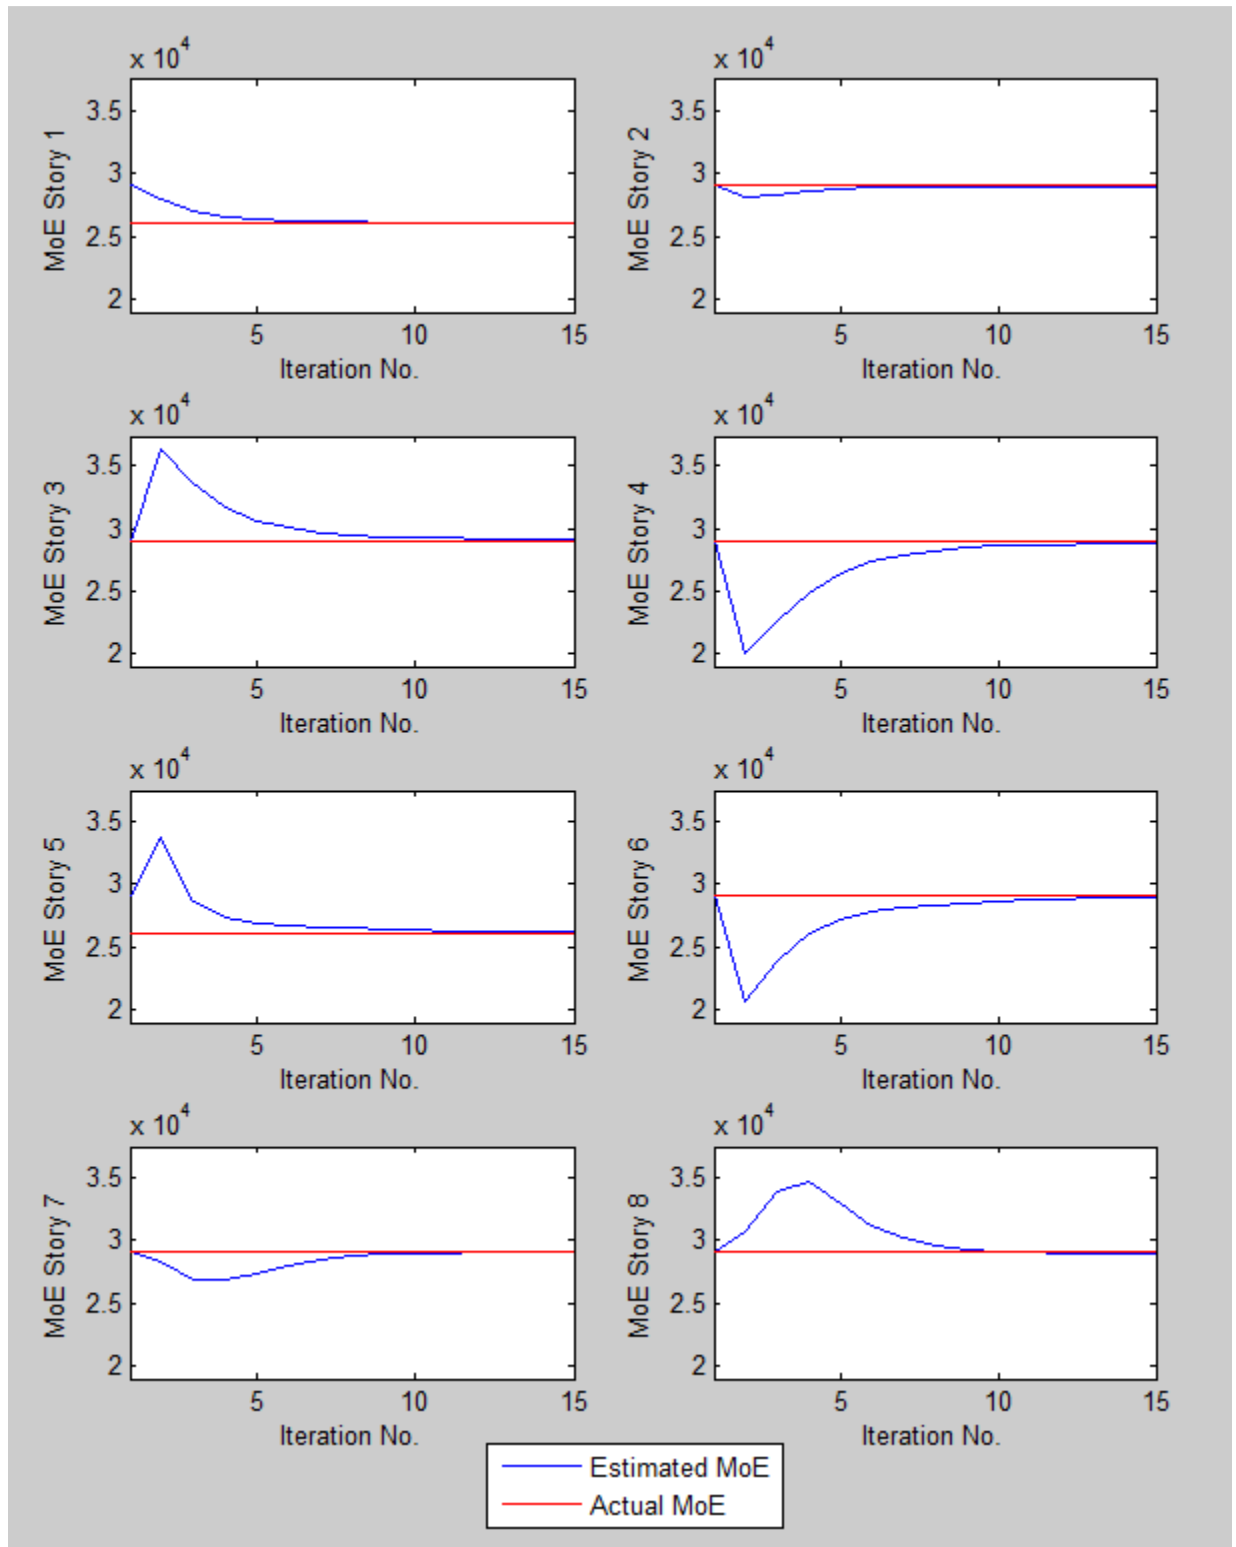 x 10^4
MoE Story 1
3.5
3
2.5
2
5 10 15
Iteration No.
x 10^4
MoE Story 2
3.5
3
2.5
2
5 10 15
Iteration No.
x 10^4
MoE Story 3
3.5
3
2.5
2
5 10 15
Iteration No.
x 10^4
MoE Story 4
3.5
3
2.5
2
5 10 15
Iteration No.
x 10^4
MoE Story 5
3.5
3
2.5
2
5 10 15
Iteration No.
x 10^4
MoE Story 6
3.5
3
2.5
2
5 10 15
Iteration No.
x 10^4
MoE Story 7
3.5
3
2.5
2
5 10 15
Iteration No.
x 10^4
MoE Story 8
3.5
3
2.5
2
5 10 15
Iteration No.
Estimated MoE
Actual MoE